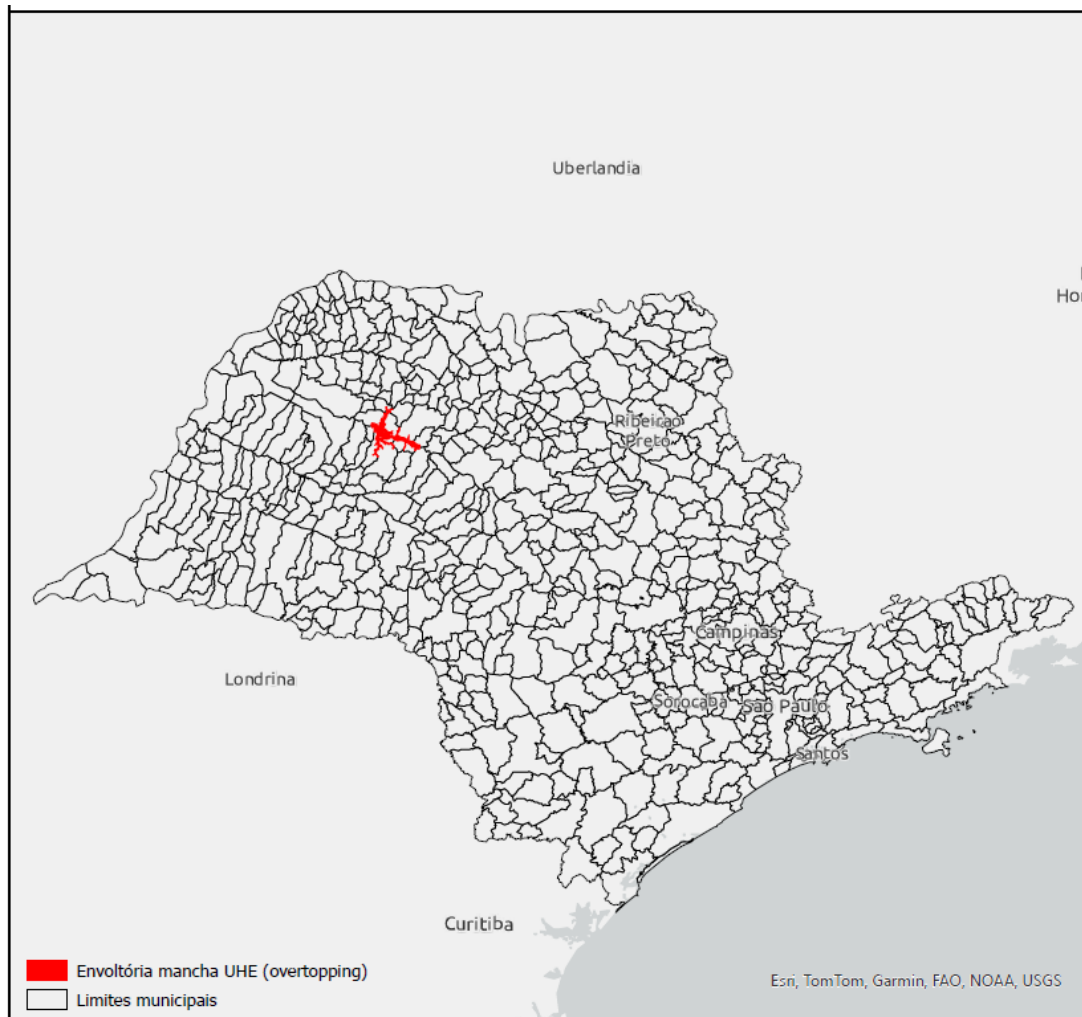 Uberlandia
Hor
Ribeirao
Preto
Campinas
Londrina
Sorocaba
São Paulo
Santos
Curitiba
Envoltória mancha UHE (overtopping)
Limites municipais
Esri, TomTom, Garmin, FAO, NOAA, USGS